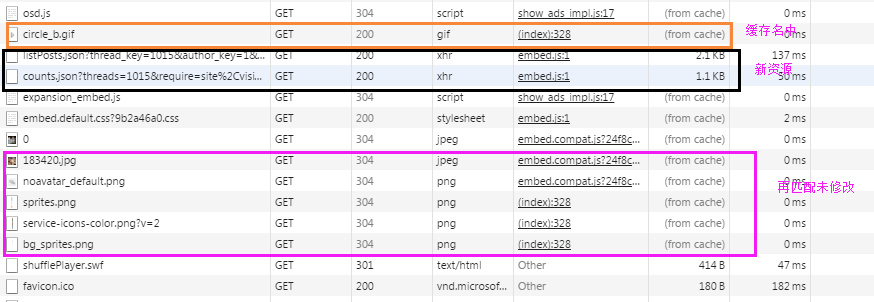 osd.js GET 304 script show_ads_impl.js:17 (from cache) 0 ms
circle_b.gif GET 200 gif (index):328 (from cache) 0 ms 缓存名中
listPosts.json?thread_key=1015&author_key=1&... GET 200 xhr embed.js:1 2.1 KB 137 ms
counts.json?threads=1015&require=site%2Cvisi... GET 200 xhr embed.js:1 1.1 KB 50 ms 新资源
expansion_embed.js GET 304 script show_ads_impl.js:17 (from cache) 0 ms
embed.default.css?9b2a46a0.css GET 200 stylesheet embed.js:1 (from cache) 2 ms
0 GET 304 jpeg embed.compat.js?24f8c... (from cache) 0 ms
183420.jpg GET 304 jpeg embed.compat.js?24f8c... (from cache) 0 ms
noavatar_default.png GET 304 png embed.compat.js?24f8c... (from cache) 0 ms 再匹配未修改
sprites.png GET 304 png (index):328 (from cache) 0 ms
service-icons-color.png?v=2 GET 304 png (index):328 (from cache) 0 ms
bg_sprites.png GET 304 png (index):328 (from cache) 0 ms
shufflePlayer.swf GET 301 text/html Other 414 B 47 ms
favicon.ico GET 200 vnd.microsof... Other 180 B 182 ms